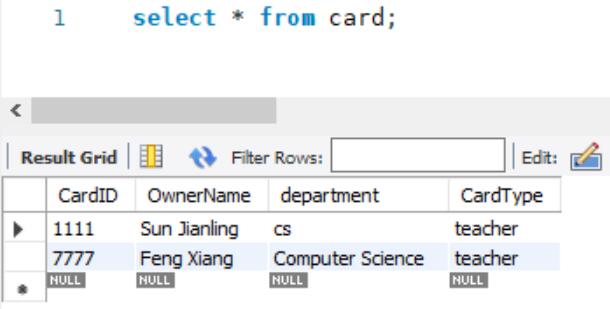 1 select * from card;
Result Grid Filter Rows: Edit:
CardID OwnerName department CardType
1111 Sun Jianling cs teacher
7777 Feng Xiang Computer Science teacher
NULL NULL NULL NULL